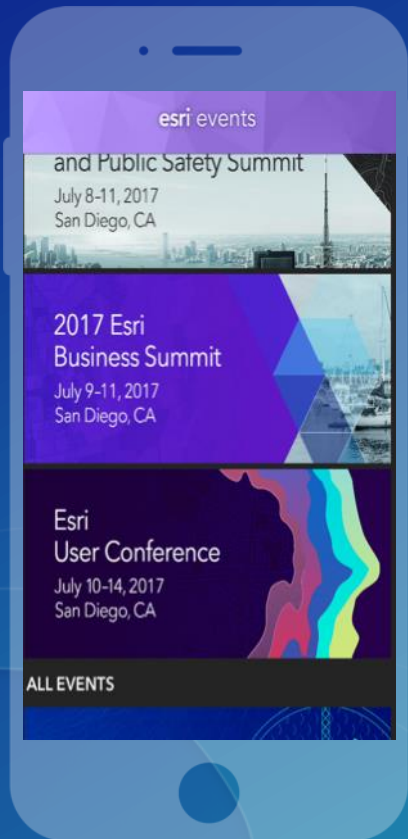 esri events
and Public Safety Summit
July 8-11, 2017
San Diego, CA
2017 Esri
Business Summit
July 9-11, 2017
San Diego, CA
Esri
User Conference
July 10-14, 2017
San Diego, CA
ALL EVENTS